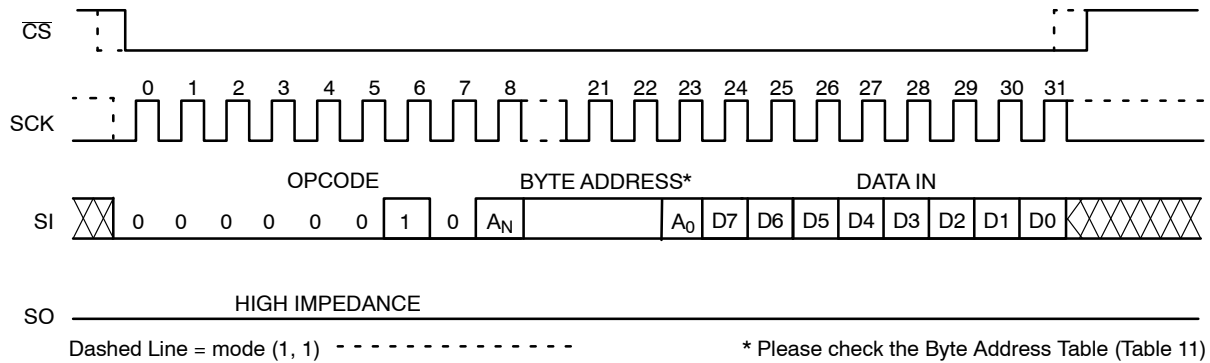 CS
0 1 2 3 4 5 6 7 8 21 22 23 24 25 26 27 28 29 30 31
SCK
OPCODE BYTE ADDRESS* DATA IN
SI 0 0 0 0 0 0 1 0 AN A0 D7 D6 D5 D4 D3 D2 D1 D0
HIGH IMPEDANCE
SO
Dashed Line = mode (1, 1) * Please check the Byte Address Table (Table 11)